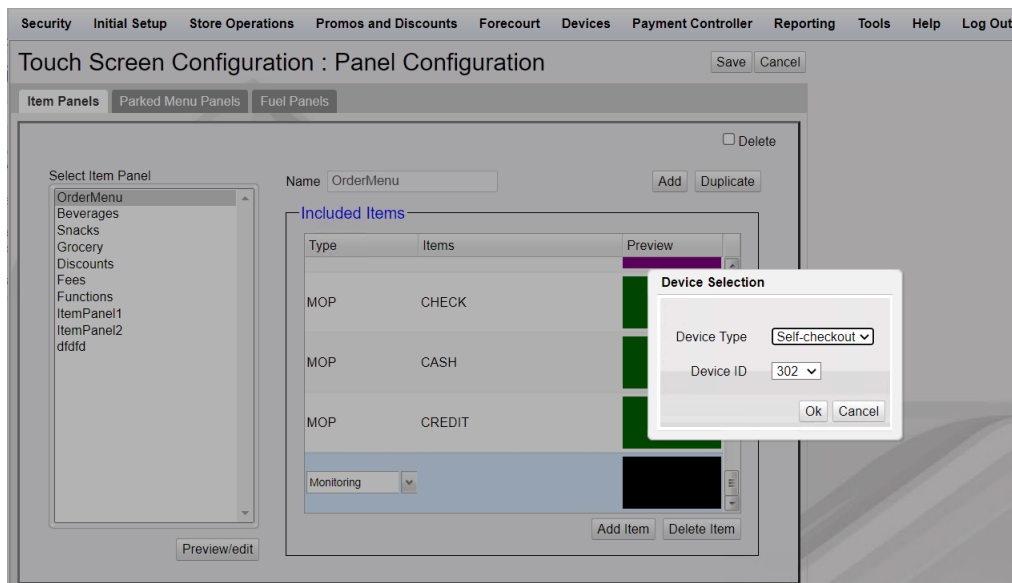 Security Initial Setup Store Operations Promos and Discounts Forecourt Devices Payment Controller Reporting Tools Help Log Out
Touch Screen Configuration : Panel Configuration
Save Cancel
Item Panels Parked Menu Panels Fuel Panels
Delete
Select Item Panel
OrderMenu
Beverages
Snacks
Grocery
Discounts
Fees
Functions
ItemPanel1
ItemPanel2
dfdfd
Preview/edit
Name OrderMenu
Add Duplicate
Included Items
Type Items Preview
MOP CHECK
MOP CASH
MOP CREDIT
Monitoring
Add Item Delete Item
Device Selection
Device Type Self-checkout
Device ID 302
Ok Cancel